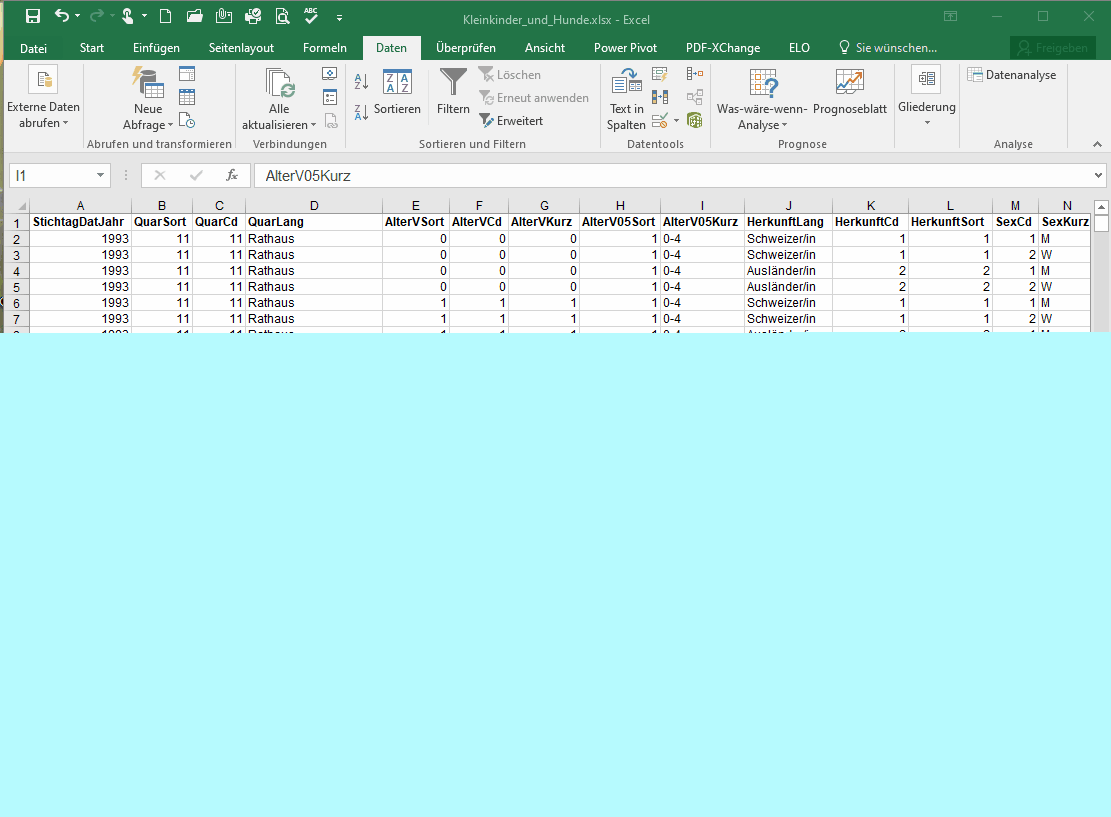 ABC
Kleinkinder_und_Hunde.xlsx - Excel
Datei Start Einfügen Seitenlayout Formeln Daten Überprüfen Ansicht Power Pivot PDF-XChange ELO Sie wünschen... Freigeben
Externe Daten abrufen
Neue Abfrage
Abrufen und transformieren
Alle aktualisieren
Verbindungen
Sortieren
Filtern
Löschen
Erneut anwenden
Erweitert
Sortieren und Filtern
Text in Spalten
Datentools
Was-wäre-wenn-Analyse
Prognoseblatt
Prognose
Gliederung
Datenanalyse
Analyse
I1 fx AlterV05Kurz
A B C D E F G H I J K L M N
1 StichtagDatJahr QuarSort QuarCd QuarLang AlterVSort AlterVCd AlterVKurz AlterV05Sort AlterV05Kurz HerkunftLang HerkunftCd HerkunftSort SexCd SexKurz
2 1993 11 11 Rathaus 0 0 0 1 0-4 Schweizer/in 1 1 1 M
3 1993 11 11 Rathaus 0 0 0 1 0-4 Schweizer/in 1 1 2 W
4 1993 11 11 Rathaus 0 0 0 1 0-4 Ausländer/in 2 2 1 M
5 1993 11 11 Rathaus 0 0 0 1 0-4 Ausländer/in 2 2 2 W
6 1993 11 11 Rathaus 1 1 1 1 0-4 Schweizer/in 1 1 1 M
7 1993 11 11 Rathaus 1 1 1 1 0-4 Schweizer/in 1 1 2 W